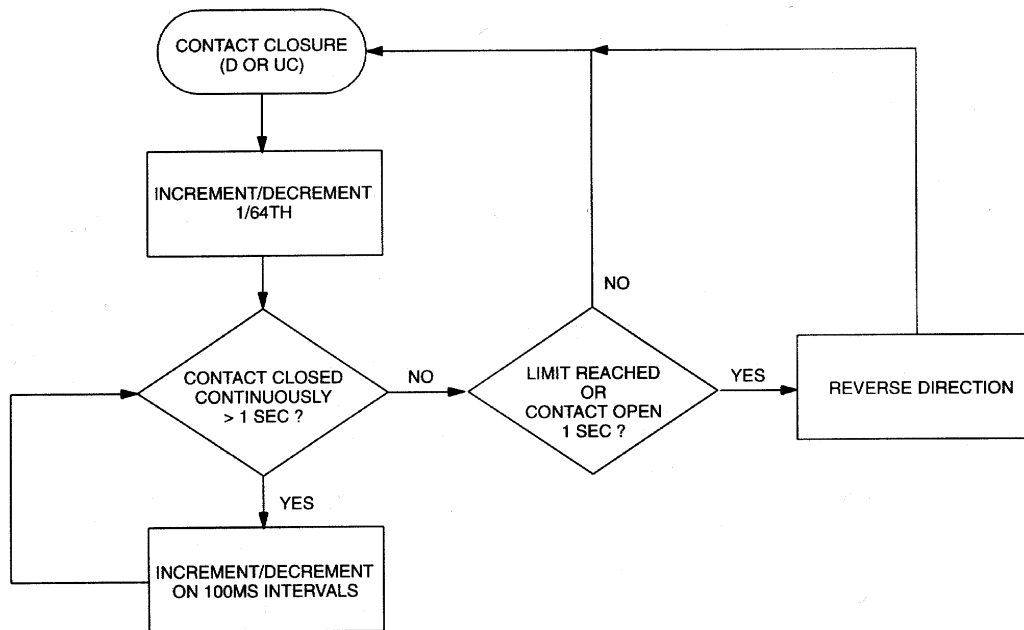 CONTACT CLOSURE
(D OR UC)
INCREMENT/DECREMENT
1/64TH
CONTACT CLOSED
CONTINUOUSLY
> 1 SEC ?
NO
YES
INCREMENT/DECREMENT
ON 100MS INTERVALS
LIMIT REACHED
OR
CONTACT OPEN
1 SEC ?
NO
YES
REVERSE DIRECTION